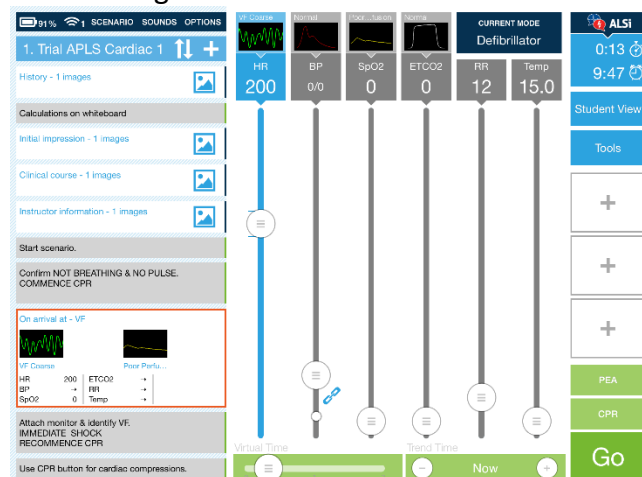 91% 1 SCENARIO SOUNDS OPTIONS
1. Trial APLS Cardiac 1
History - 1 images
Calculations on whiteboard
Initial impression - 1 images
Clinical course - 1 images
Instructor information - 1 images
Start scenario.
Confirm NOT BREATHING & NO PULSE.
COMMENCE CPR
On arrival at - VF
VF Coarse Poor Perfu...
HR 200 ETCO2 →
BP → RR →
SpO2 0 Temp →
Attach monitor & identify VF.
IMMEDIATE SHOCK
RECOMMENCE CPR
Use CPR button for cardiac compressions.
VF Coarse Normal Poor...fusion Norma
HR BP SpO2 ETCO2 RR Temp
200 0/0 0 0 12 15.0
CURRENT MODE
Defibrillator
Virtual Time Trend Time
- Now +
ALSi
0:13
9:47
Student View
Tools
+
+
+
PEA
CPR
Go